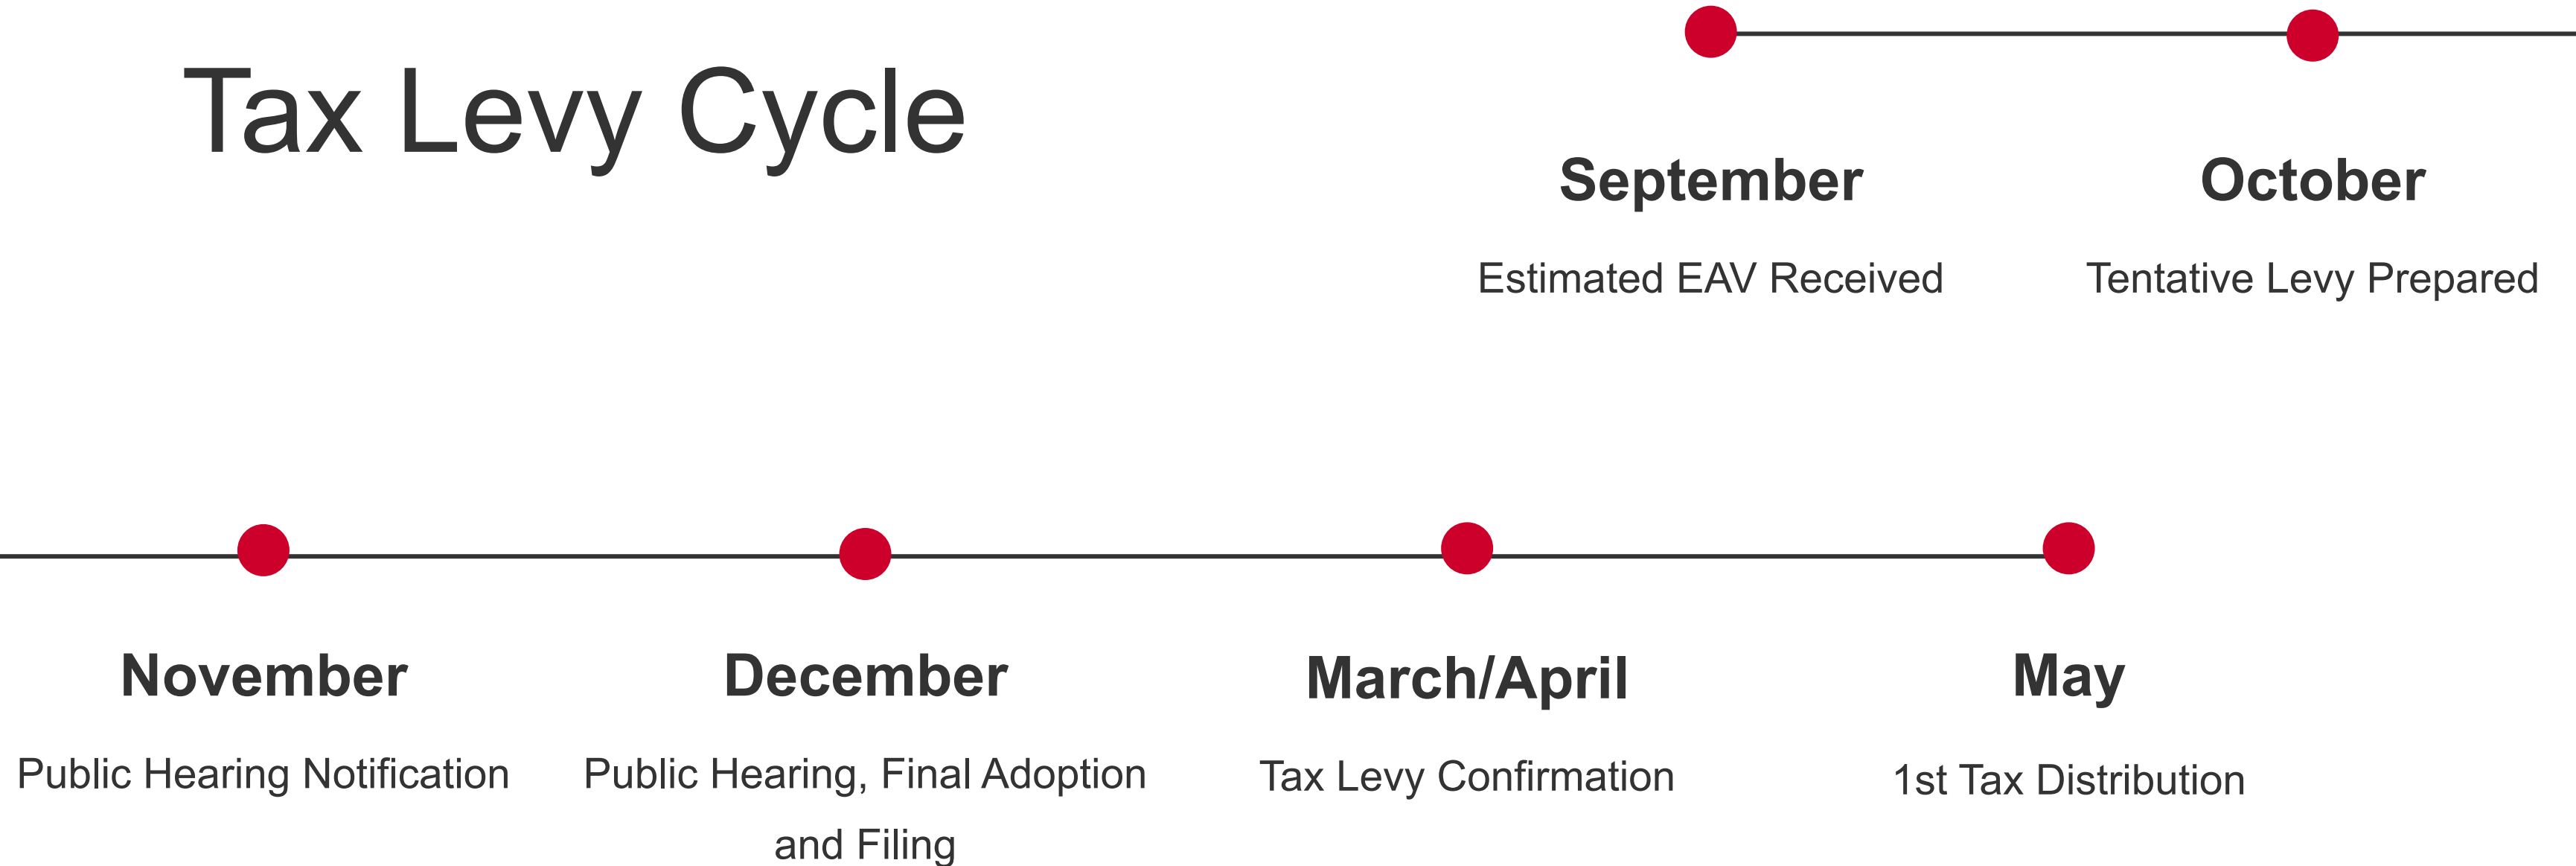 Tax Levy Cycle
September
Estimated EAV Received
October
Tentative Levy Prepared
November
Public Hearing Notification
December
Public Hearing, Final Adoption
and Filing
March/April
Tax Levy Confirmation
May
1st Tax Distribution